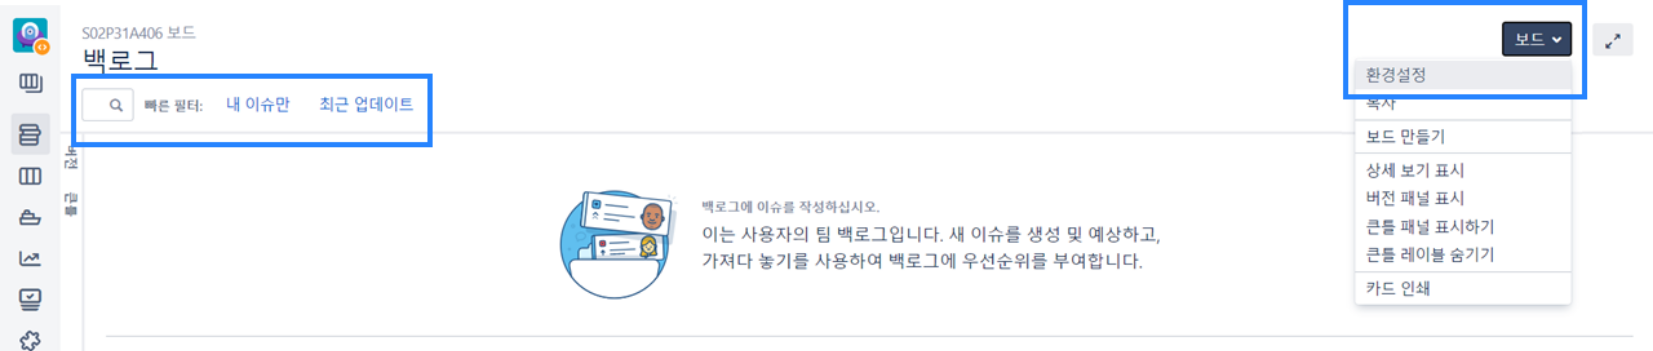 S02P31A406 보드
백로그
보드
빠른 필터: 내 이슈만 최근 업데이트
환경설정
복사
보드 만들기
상세 보기 표시
버전 패널 표시
큰틀 패널 표시하기
큰틀 레이블 숨기기
카드 인쇄
버전
큰틀
백로그에 이슈를 작성하십시오.
이는 사용자의 팀 백로그입니다. 새 이슈를 생성 및 예상하고,
가져다 놓기를 사용하여 백로그에 우선순위를 부여합니다.